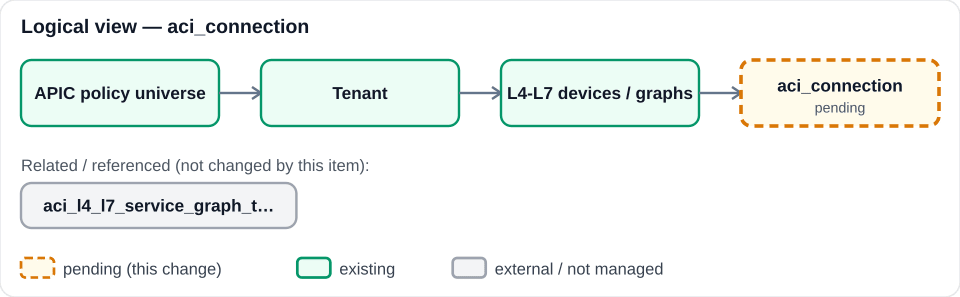 Logical view — aci_connection
APIC policy universe
Tenant
L4-L7 devices / graphs
aci_connection
pending
Related / referenced (not changed by this item):
aci_l4_l7_service_graph_t...
pending (this change)
existing
external / not managed